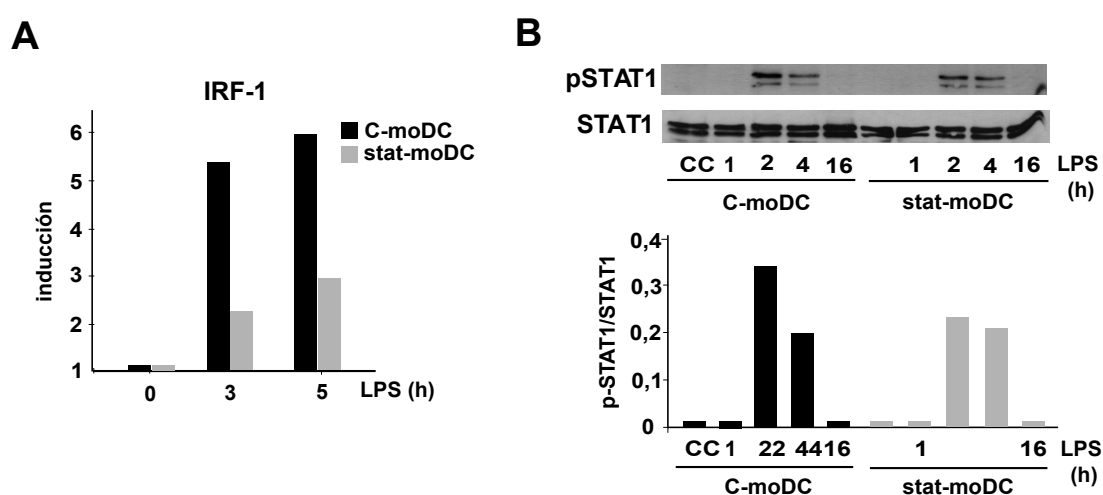 A
IRF-1
6
5
4
3
2
1
inducción
C-moDC
stat-moDC
0 3 5 LPS (h)
B
pSTAT1
STAT1
CC 1 2 4 16 1 2 4 16 LPS
(h)
C-moDC stat-moDC
0,4
0,3
0,2
0,1
0
p-STAT1/STAT1
CC 1 22 44 16 1 16 LPS
(h)
C-moDC stat-moDC